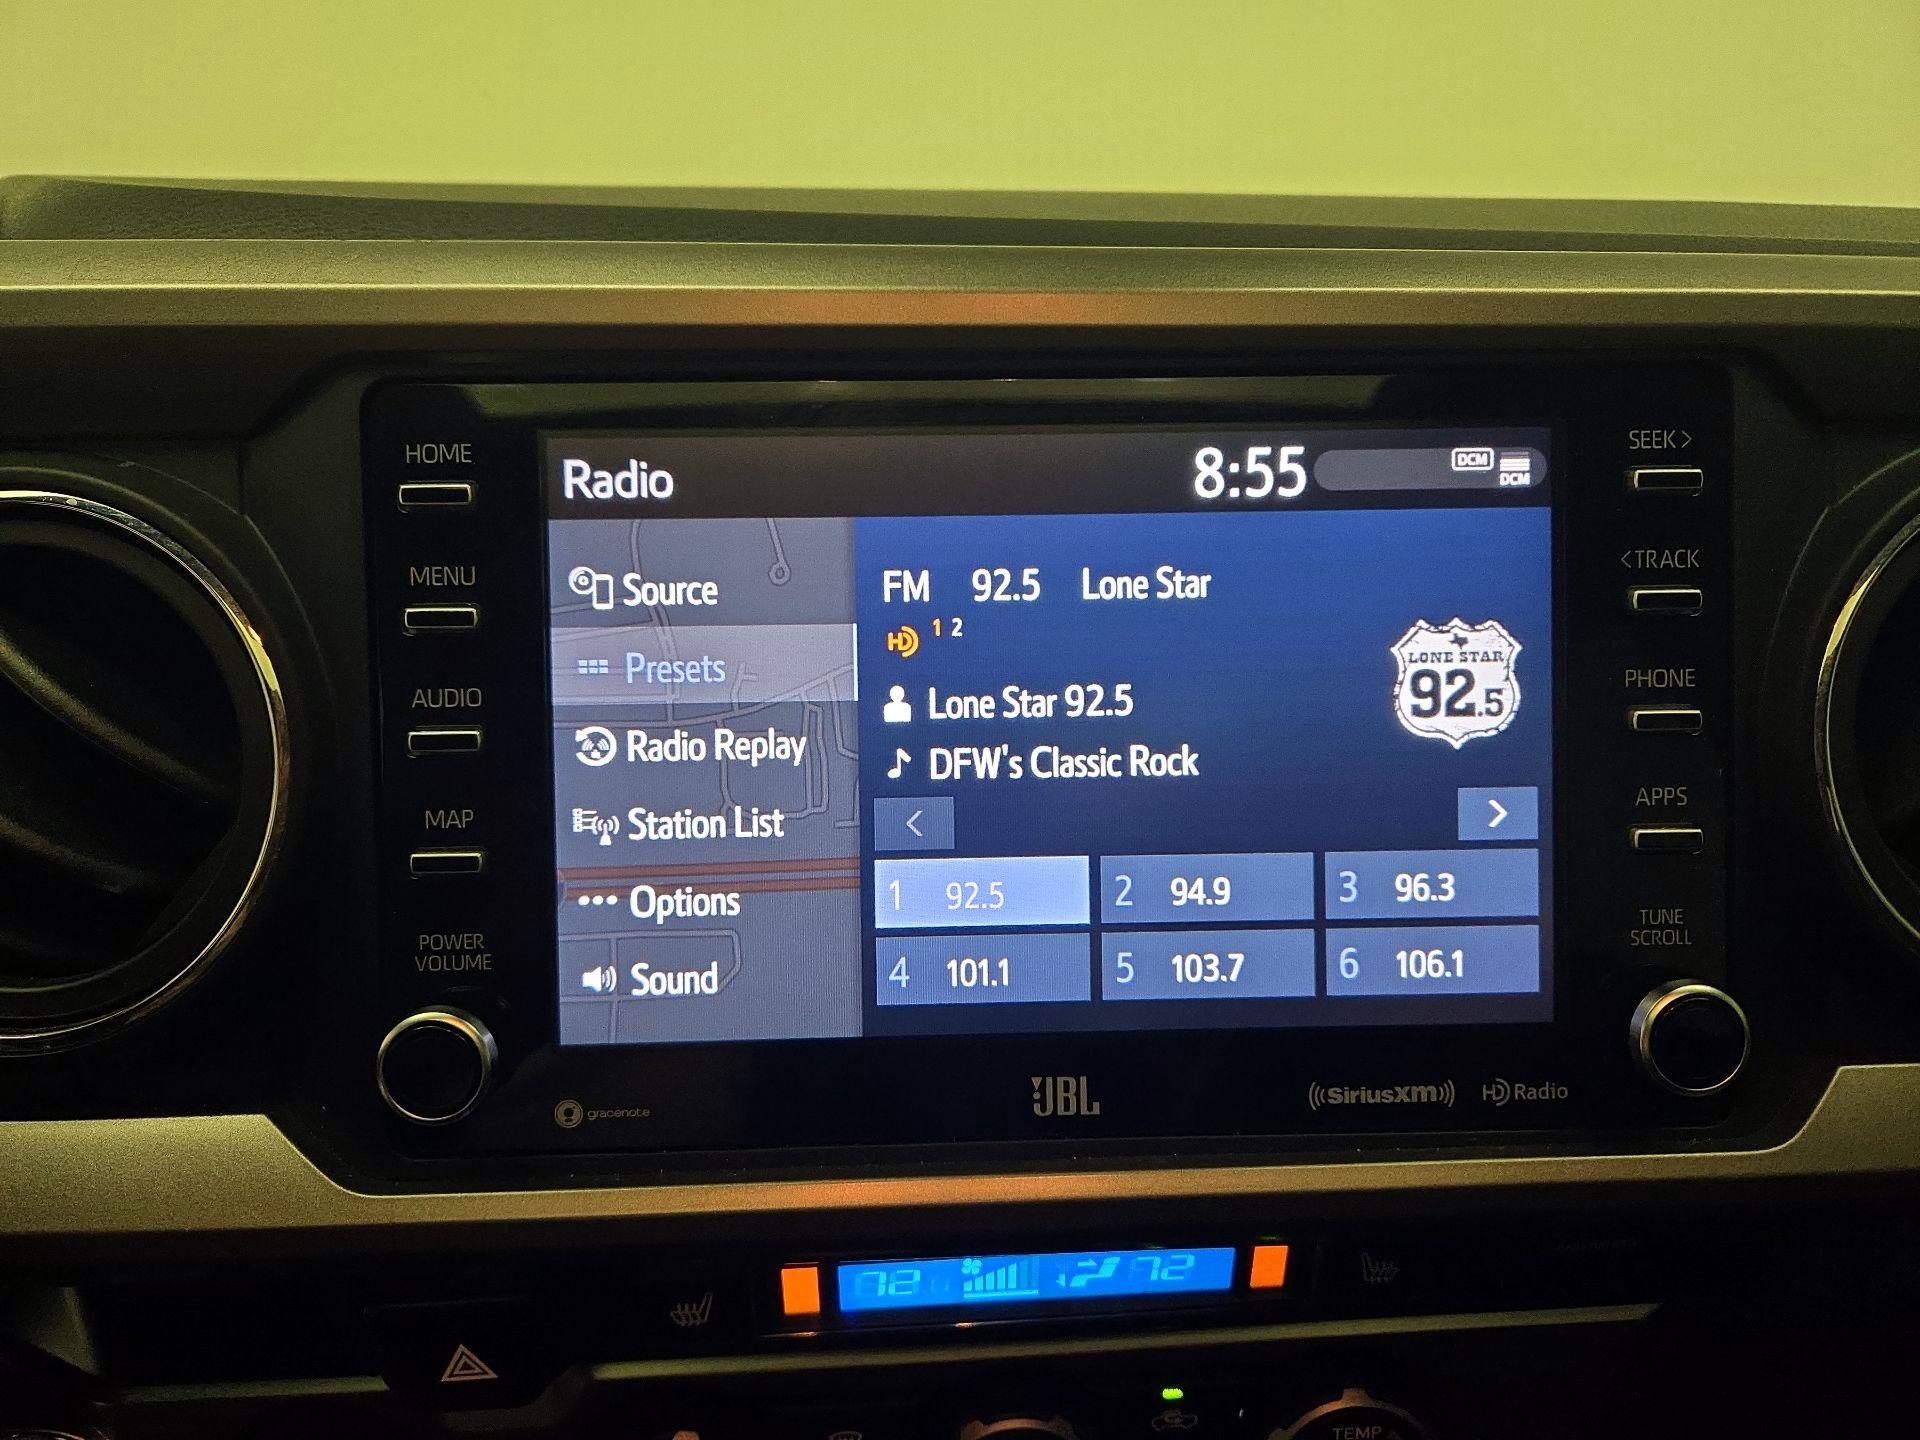 HOME
MENU
AUDIO
MAP
POWER
VOLUME
Radio
8:55
DCM
DCM
Source
Presets
Radio Replay
Station List
Options
Sound
FM 92.5 Lone Star
HD 1 2
Lone Star 92.5
DFW's Classic Rock
LONE STAR
92.5
<
>
1 92.5
2 94.9
3 96.3
4 101.1
5 103.7
6 106.1
SEEK >
< TRACK
PHONE
APPS
TUNE
SCROLL
gracenote
JBL
((SiriusXM))
HD Radio
72
72
TEMP